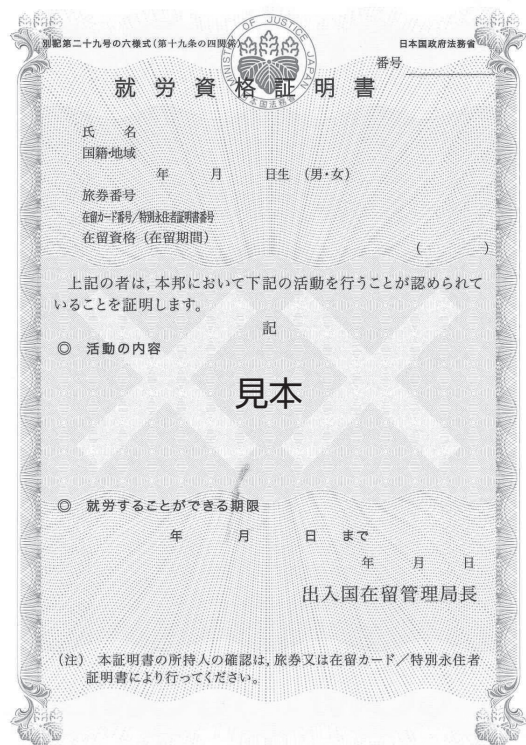 別記第二十九号の六様式（第十九条の四関係）
日本国政府法務省
MINISTRY OF JUSTICE JAPAN
日本国法務省
番号
就労資格証明書
氏　名
国籍・地域
年　月　日生　（男・女）
旅券番号
在留カード番号／特別永住者証明書番号
在留資格（在留期間）
（　）
上記の者は，本邦において下記の活動を行うことが認められて
いることを証明します。
記
◎　活動の内容
見本
◎　就労することができる期限
年　月　日　まで
年　月　日
出入国在留管理局長
（注）　本証明書の所持人の確認は，旅券又は在留カード／特別永住者
証明書により行ってください。